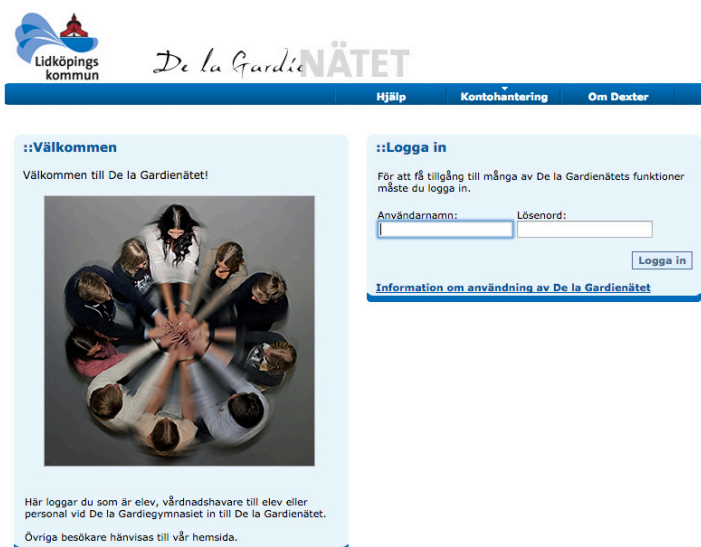 Lidköpings
kommun
De la GardieNÄTET
Hjälp
Kontohantering
Om Dexter
::Välkommen
Välkommen till De la Gardienätet!
Här loggar du som är elev, vårdnadshavare till elev eller
personal vid De la Gardiegymnasiet in till De la Gardienätet.
Övriga besökare hänvisas till vår hemsida.
::Logga in
För att få tillgång till många av De la Gardienätets funktioner
måste du logga in.
Användarnamn:
Lösenord:
Logga in
Information om användning av De la Gardienätet